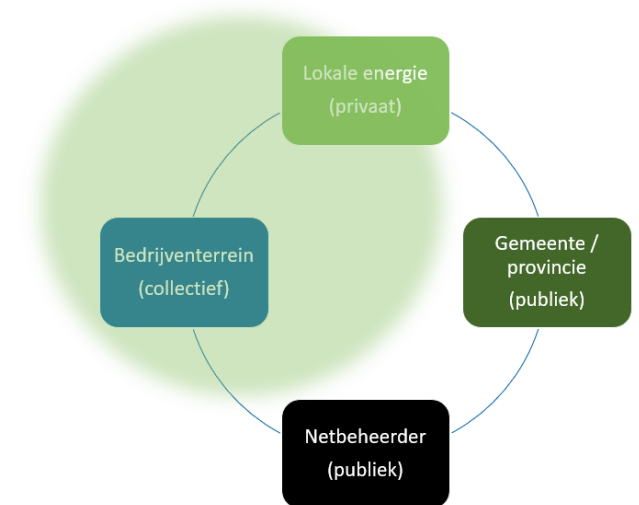 Lokale energie
(privaat)
Bedrijventerrein
(collectief)
Gemeente /
provincie
(publiek)
Netbeheerder
(publiek)